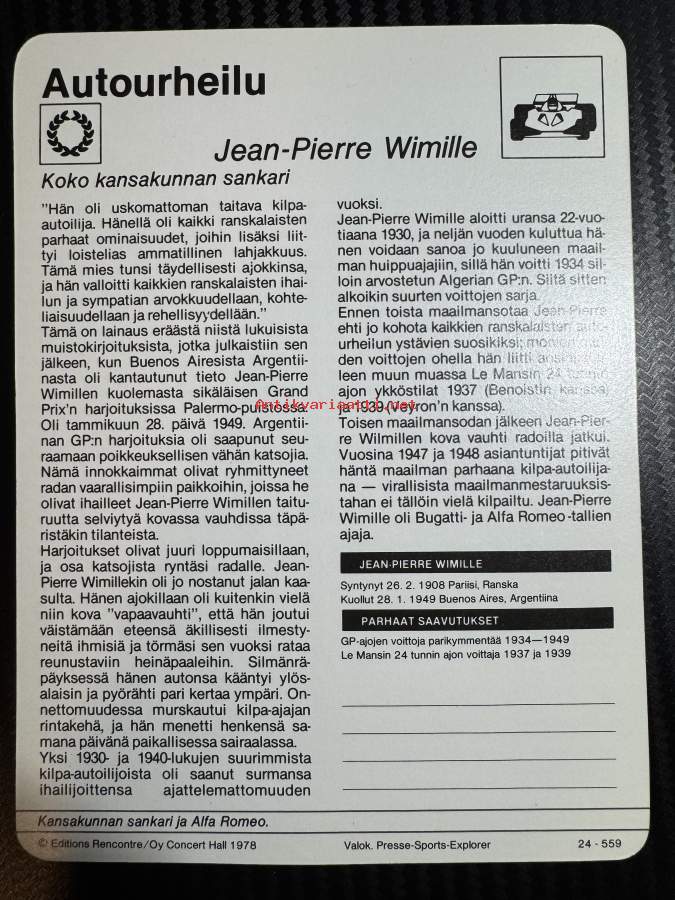 Autourheilu
Jean-Pierre Wimille
Koko kansakunnan sankari
"Hän oli uskomattoman taitava kilpa-
autoilija. Hänellä oli kaikki ranskalaisten
parhaat ominaisuudet, joihin lisäksi liit-
tyi loistelias ammatillinen lahjakkuus.
Tämä mies tunsi täydellisesti ajokkinsa,
ja hän valloitti kaikkien ranskalaisten ihai-
lun ja sympatian arvokkuudellaan, kohte-
liaisuudellaan ja rehellisyydellään."
Tämä on lainaus eräästä niistä lukuisista
muistokirjoituksista, jotka julkaistiin sen
jälkeen, kun Buenos Airesista Argentii-
nasta oli kantautunut tieto Jean-Pierre
Wimillen kuolemasta sikäläisen Grand
Prix'n harjoituksissa Palermo-puistossa.
Oli tammikuun 28. päivä 1949. Argentii-
nan GP:n harjoituksia oli saapunut seu-
raamaan poikkeuksellisen vähän katsojia.
Nämä innokkaimmat olivat ryhmittyneet
radan vaarallisimpiin paikkoihin, joissa he
olivat ihailleet Jean-Pierre Wimillen taitu-
ruutta selviytyä kovassa vauhdissa täpä-
ristäkin tilanteista.
Harjoitukset olivat juuri loppumaisillaan,
ja osa katsojista ryntäsi radalle. Jean-
Pierre Wimillekin oli jo nostanut jalan kaa-
sulta. Hänen ajokillaan oli kuitenkin vielä
niin kova "vapaavauhti", että hän joutui
väistämään eteensä äkillisesti ilmesty-
neitä ihmisiä ja törmäsi sen vuoksi rataa
reunustaviin heinäpaaleihin. Silmänrä-
päyksessä hänen autonsa kääntyi ylös-
alaisin ja pyörähti pari kertaa ympäri. On-
nettomuudessa murskautui kilpa-ajajan
rintakehä, ja hän menetti henkensä sa-
mana päivänä paikallisessa sairaalassa.
Yksi 1930- ja 1940-lukujen suurimmista
kilpa-autoilijoista oli saanut surmansa
ihailijoittensa ajattelemattomuuden
vuoksi.
Jean-Pierre Wimille aloitti uransa 22-vuo-
tiaana 1930, ja neljän vuoden kuluttua hä-
nen voidaan sanoa jo kuuluneen maail-
man huippuajajiin, sillä hän voitti 1934 sil-
loin arvostetun Algerian GP:n. Siitä sitten
alkoikin suurten voittojen sarja.
Ennen toista maailmansotaa Jean-Pierre
ehti jo kohota kaikkien ranskalaisten auto-
urheilun ystävien suosikiksi; monien mui-
den voittojen ohella hän liitti ansioluette-
leen muun muassa Le Mansin 24 tunnin
ajon ykköstilat 1937 (Benoistin kanssa)
ja 1939 (Veyron'n kanssa).
Toisen maailmansodan jälkeen Jean-Pier-
re Wilmillen kova vauhti radoilla jatkui.
Vuosina 1947 ja 1948 asiantuntijat pitivät
häntä maailman parhaana kilpa-autoilija-
na — virallisista maailmanmestaruuksis-
tahan ei tällöin vielä kilpailtu. Jean-Pierre
Wimille oli Bugatti- ja Alfa Romeo -tallien
ajaja.
JEAN-PIERRE WIMILLE
Syntynyt 26. 2. 1908 Pariisi, Ranska
Kuollut 28. 1. 1949 Buenos Aires, Argentiina
PARHAAT SAAVUTUKSET
GP-ajojen voittoja parikymmentää 1934—1949
Le Mansin 24 tunnin ajon voittaja 1937 ja 1939
Kansakunnan sankari ja Alfa Romeo.
© Editions Rencontre/Oy Concert Hall 1978
Valok. Presse-Sports-Explorer
24 - 559
antikvariaatti.net